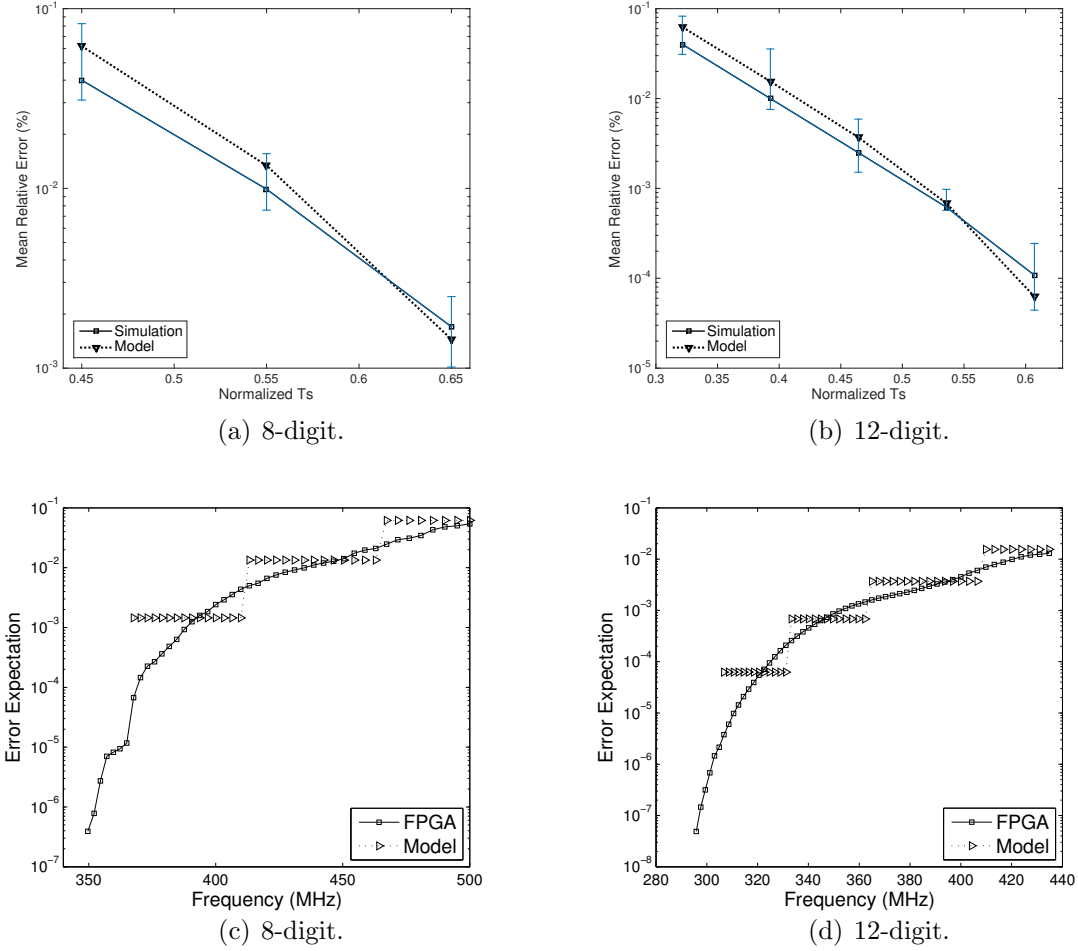 10^-1
10^-2
10^-3
Mean Relative Error (%)
Simulation
Model
0.45 0.5 0.55 0.6 0.65
Normalized Ts
(a) 8-digit.
10^-1
10^-2
10^-3
10^-4
10^-5
Mean Relative Error (%)
Simulation
Model
0.3 0.35 0.4 0.45 0.5 0.55 0.6
Normalized Ts
(b) 12-digit.
10^-1
10^-2
10^-3
10^-4
10^-5
10^-6
10^-7
Error Expectation
FPGA
Model
350 400 450 500
Frequency (MHz)
(c) 8-digit.
10^-1
10^-2
10^-3
10^-4
10^-5
10^-6
10^-7
10^-8
Error Expectation
FPGA
Model
280 300 320 340 360 380 400 420 440
Frequency (MHz)
(d) 12-digit.